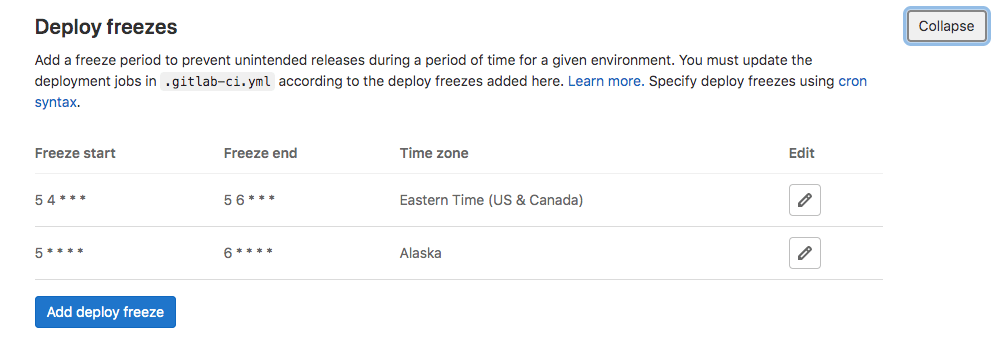 Deploy freezes
Collapse
Add a freeze period to prevent unintended releases during a period of time for a given environment. You must update the
deployment jobs in .gitlab-ci.yml according to the deploy freezes added here. Learn more. Specify deploy freezes using cron
syntax.
Freeze start Freeze end Time zone Edit
5 4 * * * 5 6 * * * Eastern Time (US & Canada)
5 * * * * 6 * * * * Alaska
Add deploy freeze